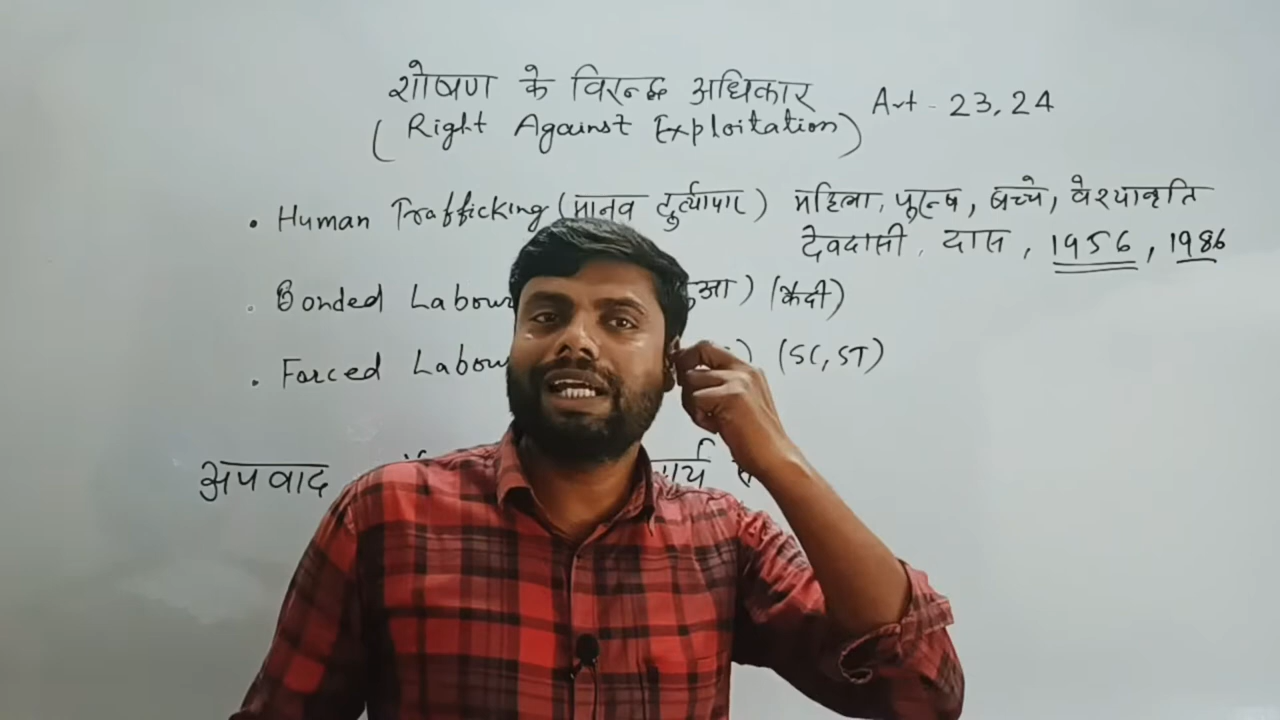 शोषण के विरुद्ध अधिकार Art - 23, 24
( Right Against Exploitation)
• Human Trafficking (मानव दुर्व्यापार) महिला, पुरुष, बच्चे, वेश्यावृति
देवदासी, दास, 1956, 1986
• Bonded Labour (कैदी)
• Forced Labour (SC, ST)
अपवाद